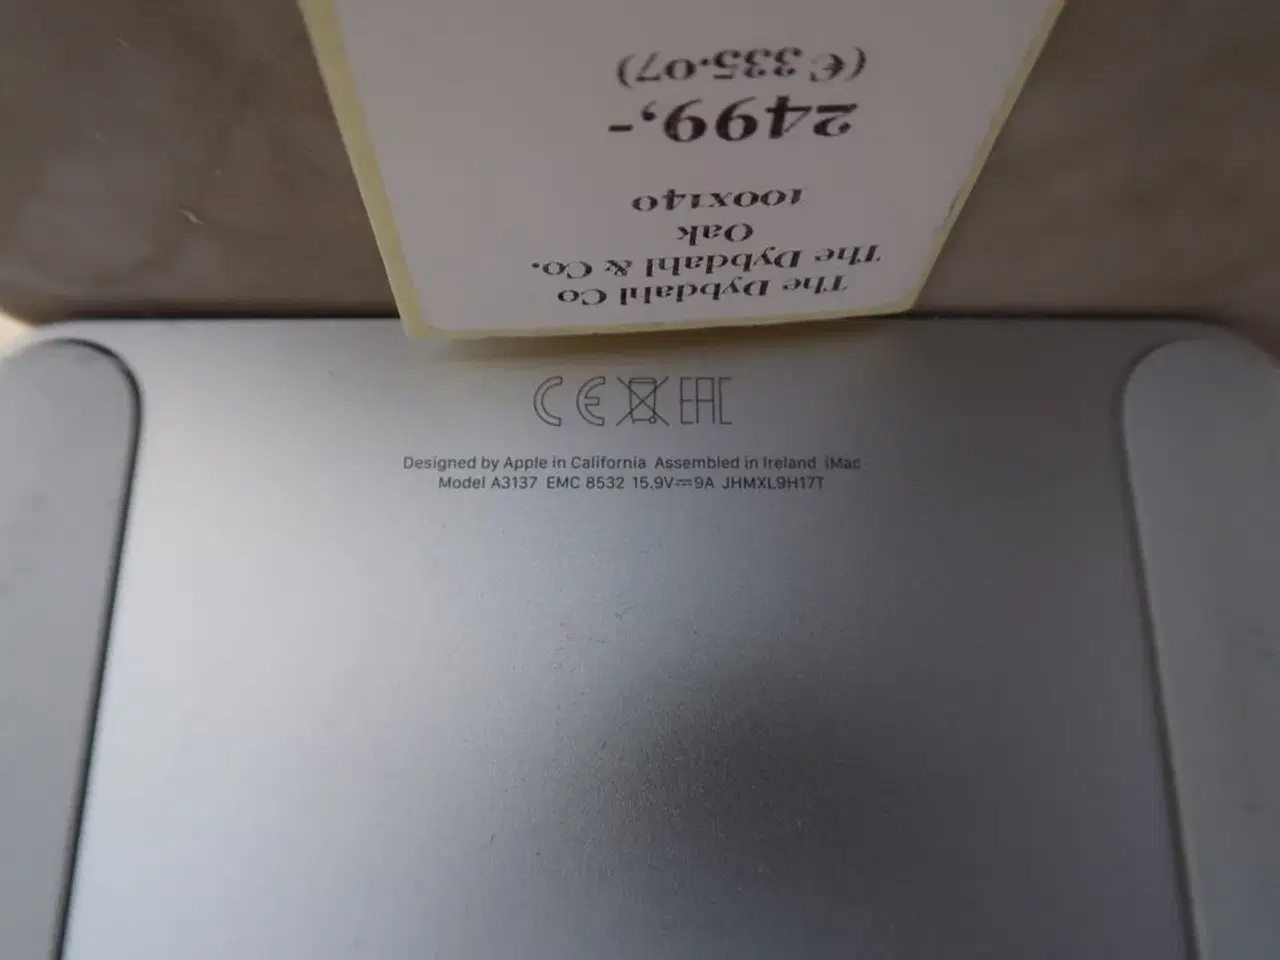 The Dybdahl Co
The Dybdahl & Co.
Oak
100x140
2499,-
(€ 335.07)
CE EAC
Designed by Apple in California Assembled in Ireland iMac
Model A3137 EMC 8532 15.9V⎓9A JHMXL9H17T